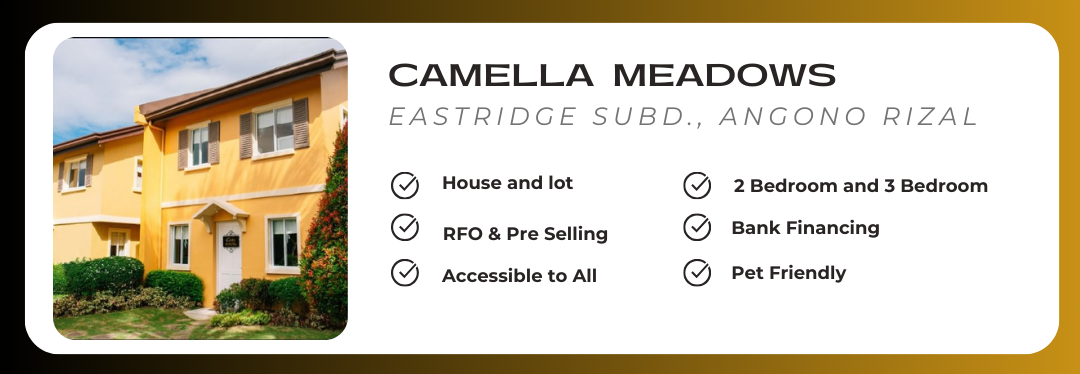 CAMELLA MEADOWS
EASTRIDGE SUBD., ANGONO RIZAL
House and lot
RFO & Pre Selling
Accessible to All
2 Bedroom and 3 Bedroom
Bank Financing
Pet Friendly